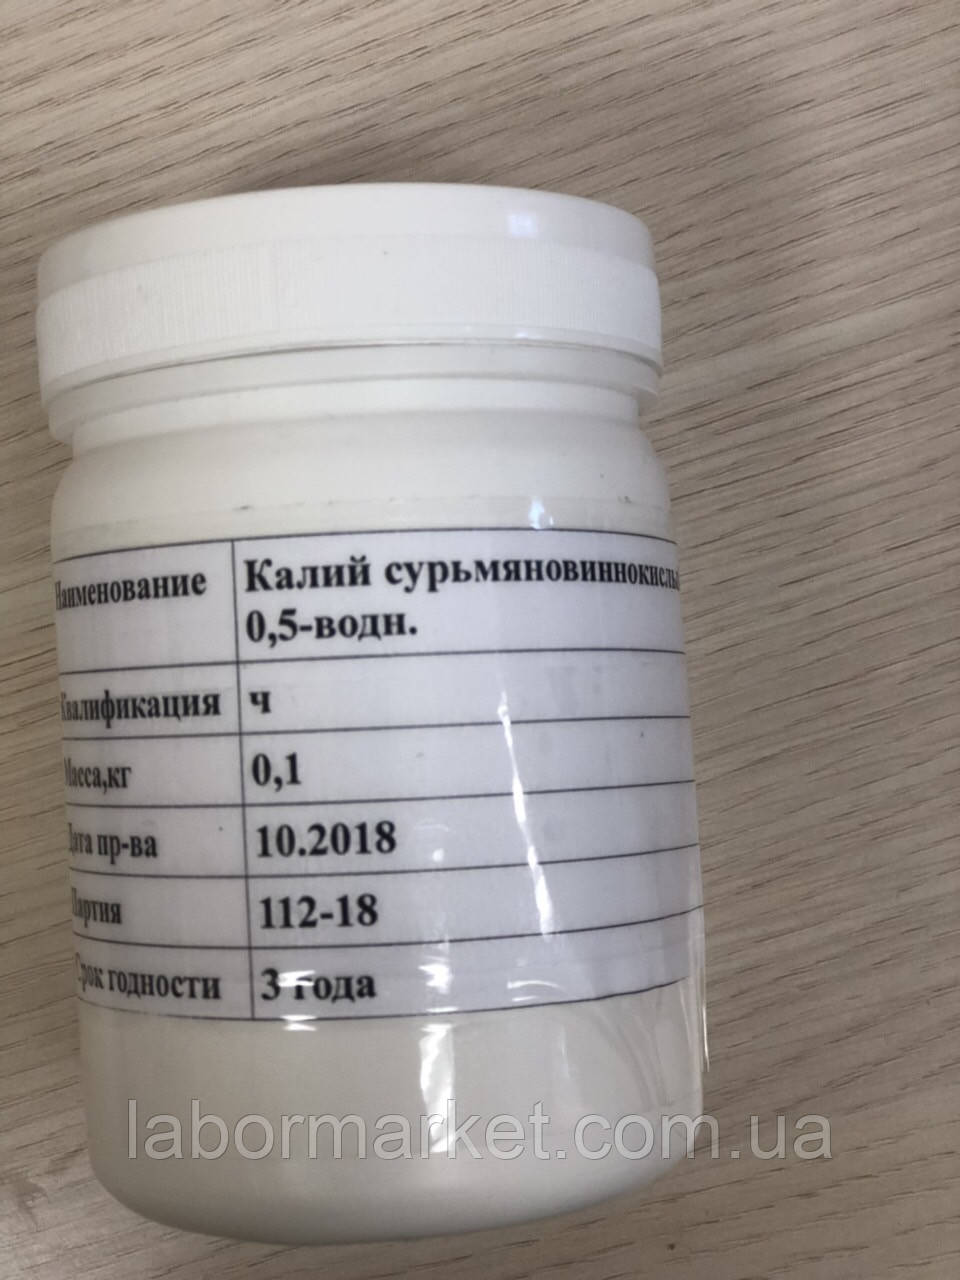 Наименование Калий сурьмяновиннокислы
0,5-водн.
Квалификация ч
Масса,кг 0,1
Дата пр-ва 10.2018
Партия 112-18
Срок годности 3 года
labormarket.com.ua